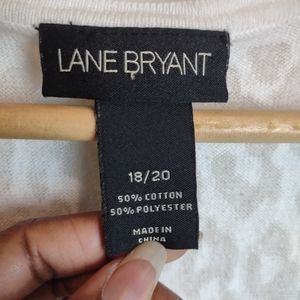 LANE BRYANT
18/20
50% COTTON
50% POLYESTER
MADE IN
CHINA